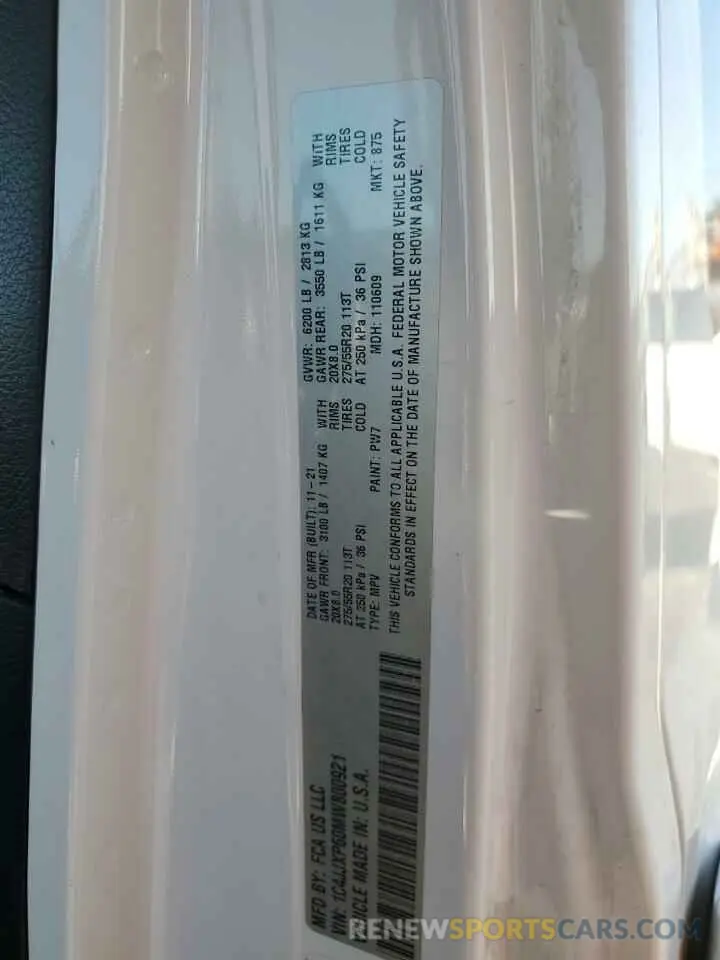 MFD BY: FCA US LLC
VIN: 1C4JJXP60MW800921
VEHICLE MADE IN: U.S.A.
DATE OF MFR (BUILT): 11-21 GVWR: 6200 LB / 2813 KG
GAWR FRONT: 3100 LB / 1407 KG WITH GAWR REAR: 3550 LB / 1611 KG WITH
20X8.0 RIMS 20X8.0 RIMS
275/55R20 113T TIRES 275/55R20 113T TIRES
AT 250 kPa / 36 PSI COLD AT 250 kPa / 36 PSI COLD
TYPE: MPV PAINT: PW7 MDH: 110609 MKT: 875
THIS VEHICLE CONFORMS TO ALL APPLICABLE U.S.A. FEDERAL MOTOR VEHICLE SAFETY
STANDARDS IN EFFECT ON THE DATE OF MANUFACTURE SHOWN ABOVE.
RENEWSPORTSCARS.COM